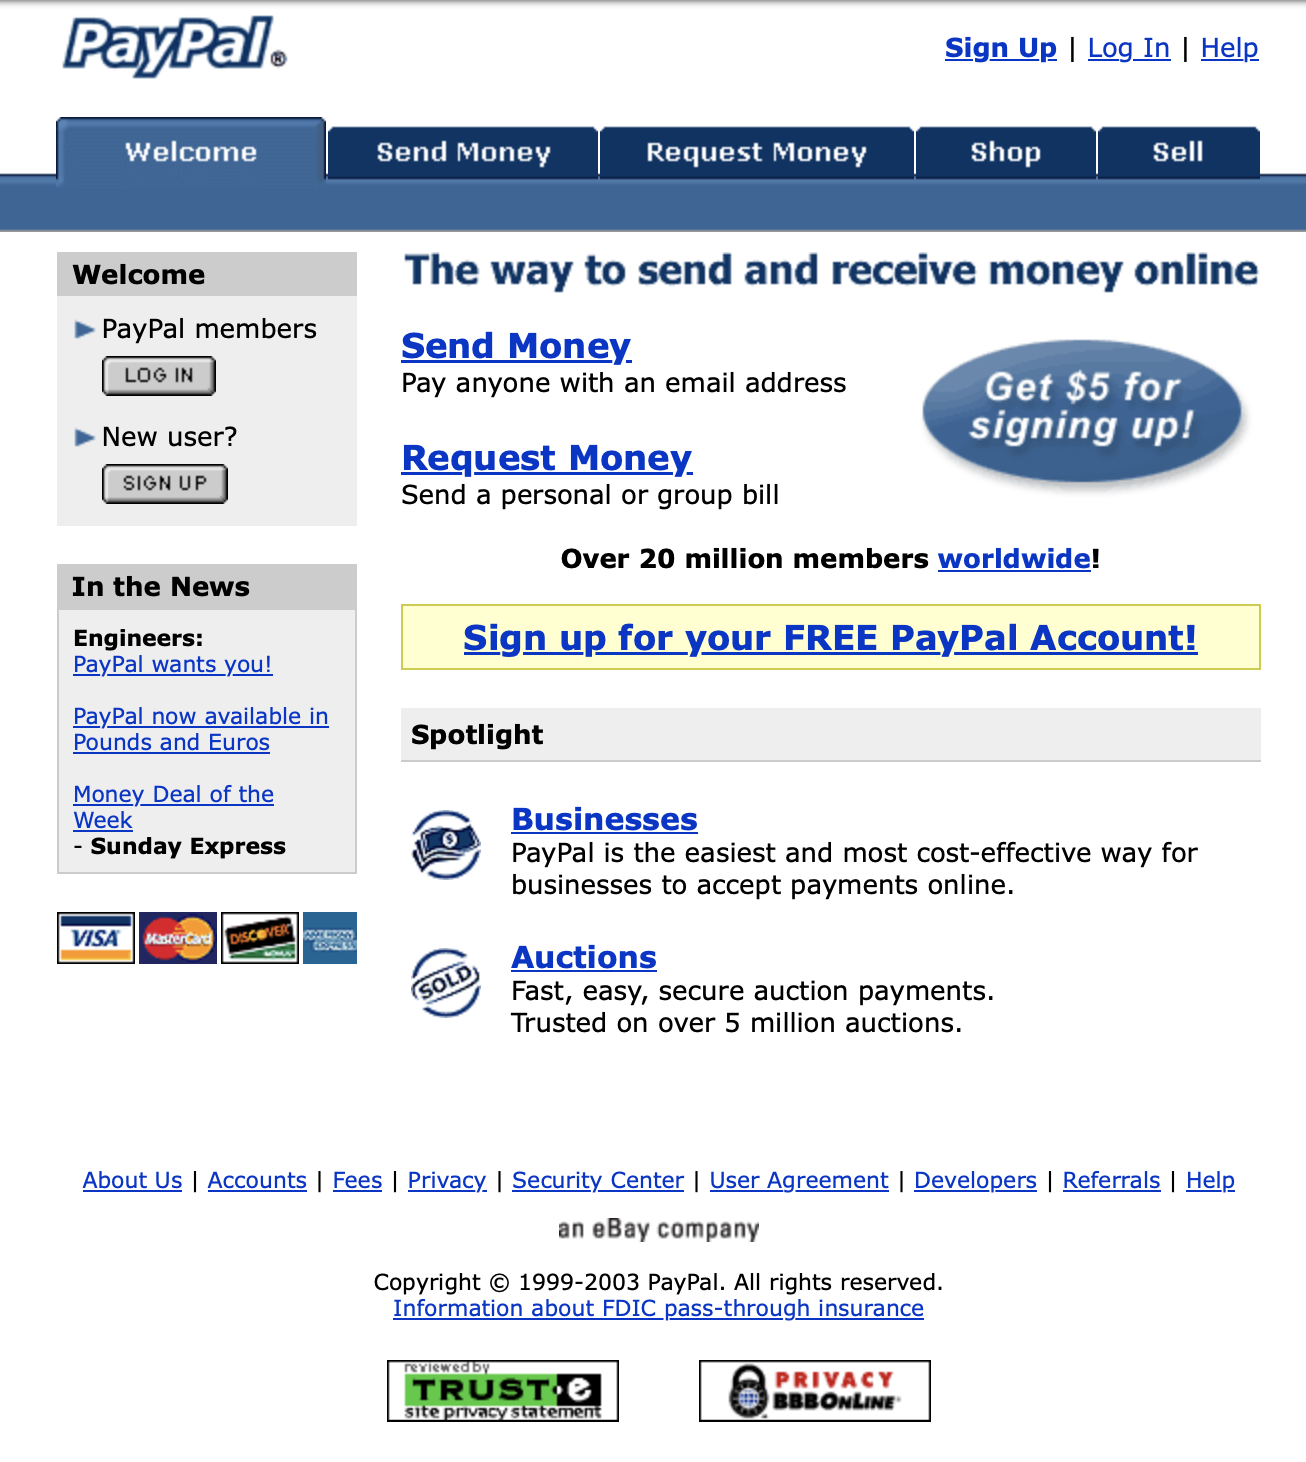 PayPal®
Sign Up | Log In | Help
Welcome
Send Money
Request Money
Shop
Sell
Welcome
PayPal members
LOG IN
New user?
SIGN UP
In the News
Engineers:
PayPal wants you!
PayPal now available in
Pounds and Euros
Money Deal of the
Week
- Sunday Express
VISA
MasterCard
DISCOVER
NOVUS
AMERICAN
EXPRESS
The way to send and receive money online
Send Money
Pay anyone with an email address
Request Money
Send a personal or group bill
Get $5 for
signing up!
Over 20 million members worldwide!
Sign up for your FREE PayPal Account!
Spotlight
Businesses
PayPal is the easiest and most cost-effective way for
businesses to accept payments online.
SOLD
Auctions
Fast, easy, secure auction payments.
Trusted on over 5 million auctions.
About Us | Accounts | Fees | Privacy | Security Center | User Agreement | Developers | Referrals | Help
an eBay company
Copyright © 1999-2003 PayPal. All rights reserved.
Information about FDIC pass-through insurance
reviewed by
TRUST·e
site privacy statement
PRIVACY
BBBONLINE